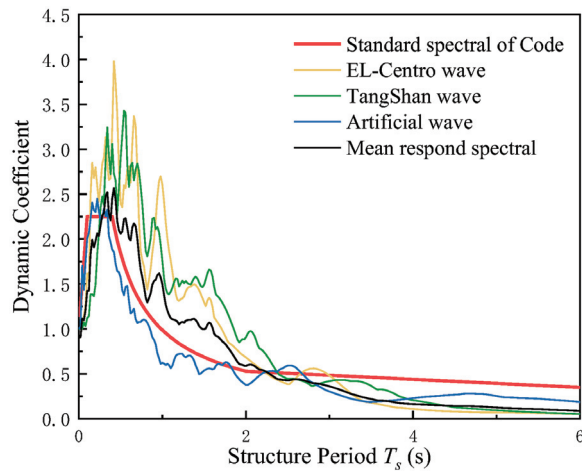 4.5
4.0
3.5
3.0
2.5
2.0
1.5
1.0
0.5
0.0
Dynamic Coefficient
Standard spectral of Code
EL-Centro wave
TangShan wave
Artificial wave
Mean respond spectral
0 2 4 6
Structure Period Ts (s)